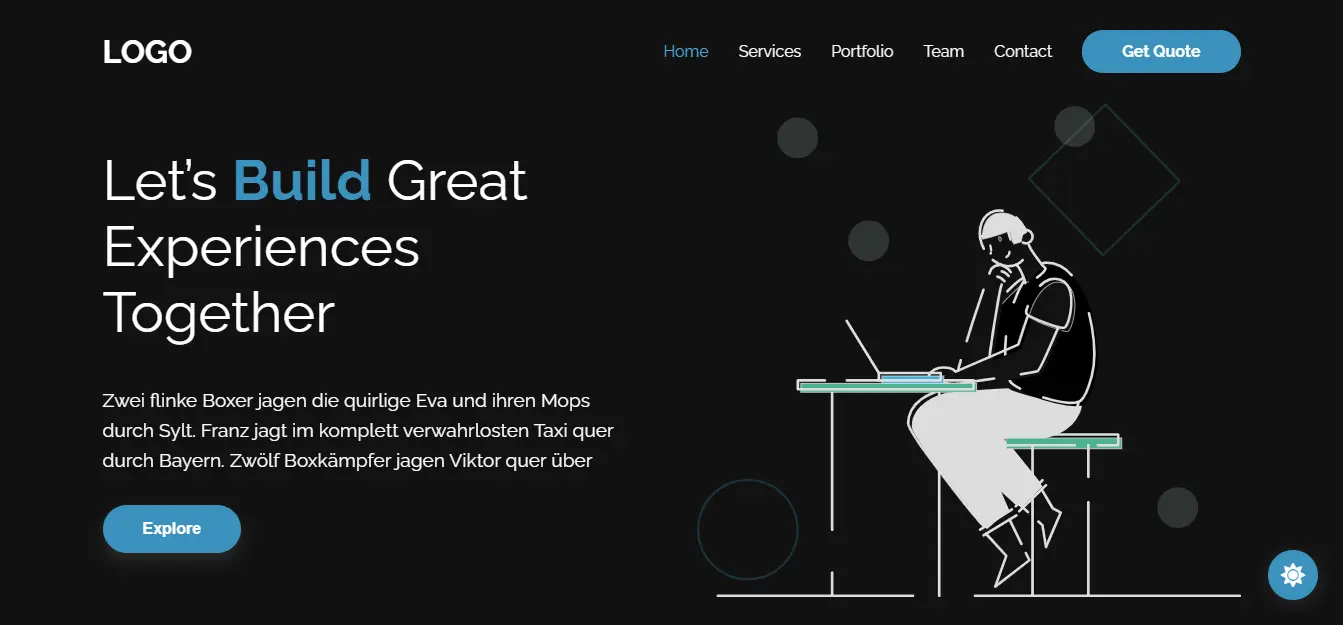 LOGO
Home Services Portfolio Team Contact Get Quote
Let’s Build Great
Experiences
Together
Zwei flinke Boxer jagen die quirlige Eva und ihren Mops
durch Sylt. Franz jagt im komplett verwahrlosten Taxi quer
durch Bayern. Zwölf Boxkämpfer jagen Viktor quer über
Explore